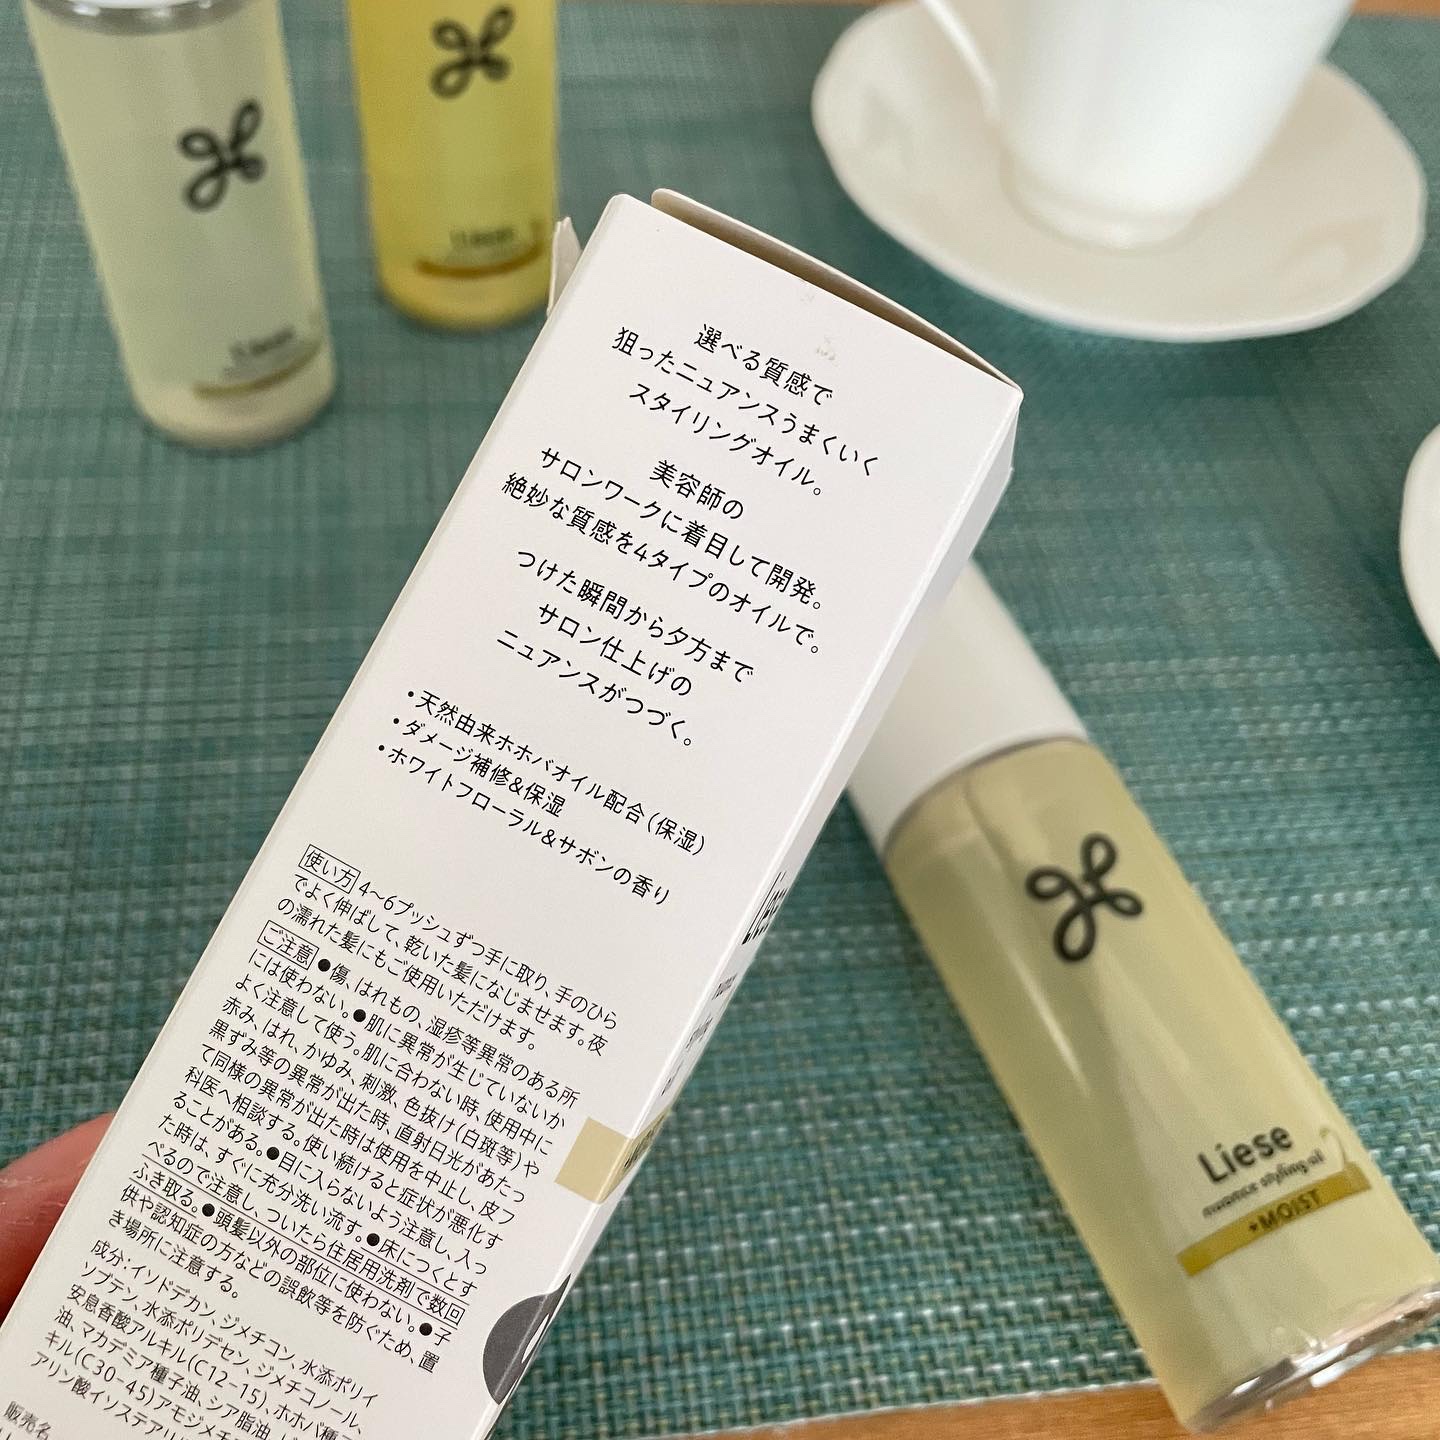 選べる質感で
狙ったニュアンスうまくいく
スタイリングオイル。
美容師の
サロンワークに着目して開発。
絶妙な質感を4タイプのオイルで。
つけた瞬間から夕方まで
サロン仕上げの
ニュアンスがつづく。
・天然由来ホホバオイル配合(保湿)
・ダメージ補修&保湿
・ホワイトフローラル&サボンの香り
使い方 4〜6プッシュずつ手に取り、手のひら
でよく伸ばして、乾いた髪になじませます。夜
の濡れた髪にもご使用いただけます。
ご注意 ●傷、はれもの、湿疹等異常のある所
には使わない。●肌に異常が生じていないか
よく注意して使う。肌に合わない時、使用中に
赤み、はれ、かゆみ、刺激、色抜け(白斑等)や
黒ずみ等の異常が出た時、直射日光があたっ
て同様の異常が出た時は使用を中止し、皮フ
科医へ相談する。使い続けると症状が悪化す
ることがある。●目に入らないよう注意し、入っ
た時は、すぐに充分洗い流す。●床につくとす
べるので注意し、ついたら住居用洗剤で数回
ふき取る。●頭髪以外の部位に使わない。●子
供や認知症の方などの誤飲等を防ぐため、置
き場所に注意する。
成分:イソドデカン、ジメチコン、水添ポリイ
ソブテン、水添ポリデセン、ジメチコノール、
安息香酸アルキル(C12-15)、ホホバ種子
油、マカデミア種子油、シア脂油、
キル(C30-45)アモジメチ
アリン酸イソステアリ
販売名
Liese
nuance styling oil
+MOIST
Liese
Liese